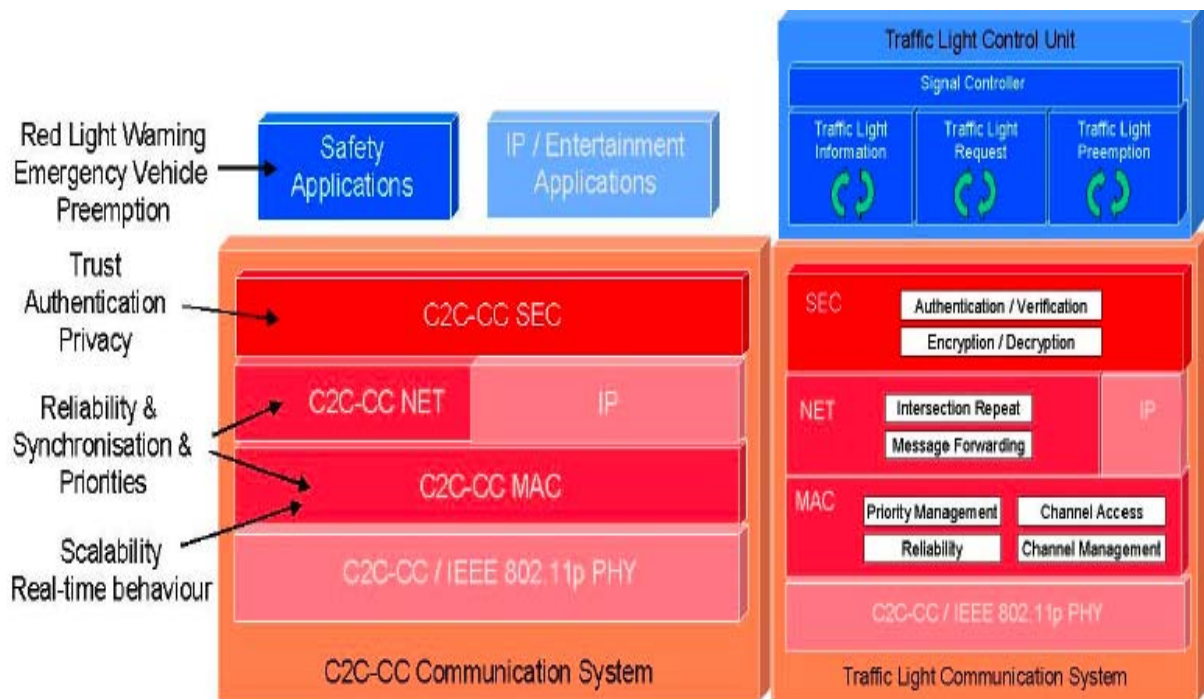 Red Light Warning
Emergency Vehicle
Preemption
Trust
Authentication
Privacy
Reliability &
Synchronisation &
Priorities
Scalability
Real-time behaviour
Safety
Applications
IP / Entertainment
Applications
C2C-CC SEC
C2C-CC NET
IP
C2C-CC MAC
C2C-CC / IEEE 802.11p PHY
C2C-CC Communication System
Traffic Light Control Unit
Signal Controller
Traffic Light
Information
Traffic Light
Request
Traffic Light
Preemption
SEC
Authentication / Verification
Encryption / Decryption
NET
Intersection Repeat
Message Forwarding
IP
MAC
Priority Management
Channel Access
Reliability
Channel Management
C2C-CC / IEEE 802.11p PHY
Traffic Light Communication System